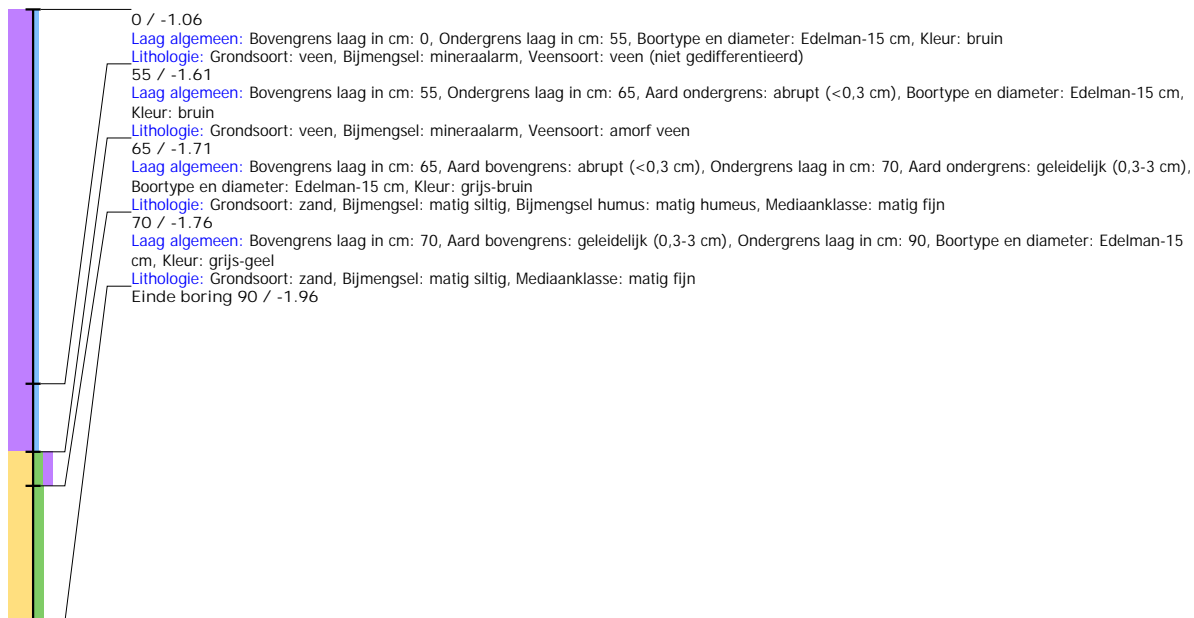 0 / -1.06
Laag algemeen: Bovengrens laag in cm: 0, Ondergrens laag in cm: 55, Boortype en diameter: Edelman-15 cm, Kleur: bruin
Lithologie: Grondsoort: veen, Bijmengsel: mineraalarm, Veensoort: veen (niet gedifferentieerd)
55 / -1.61
Laag algemeen: Bovengrens laag in cm: 55, Ondergrens laag in cm: 65, Aard ondergrens: abrupt (<0,3 cm), Boortype en diameter: Edelman-15 cm,
Kleur: bruin
Lithologie: Grondsoort: veen, Bijmengsel: mineraalarm, Veensoort: amorf veen
65 / -1.71
Laag algemeen: Bovengrens laag in cm: 65, Aard bovengrens: abrupt (<0,3 cm), Ondergrens laag in cm: 70, Aard ondergrens: geleidelijk (0,3-3 cm),
Boortype en diameter: Edelman-15 cm, Kleur: grijs-bruin
Lithologie: Grondsoort: zand, Bijmengsel: matig siltig, Bijmengsel humus: matig humeus, Mediaanklasse: matig fijn
70 / -1.76
Laag algemeen: Bovengrens laag in cm: 70, Aard bovengrens: geleidelijk (0,3-3 cm), Ondergrens laag in cm: 90, Boortype en diameter: Edelman-15
cm, Kleur: grijs-geel
Lithologie: Grondsoort: zand, Bijmengsel: matig siltig, Mediaanklasse: matig fijn
Einde boring 90 / -1.96